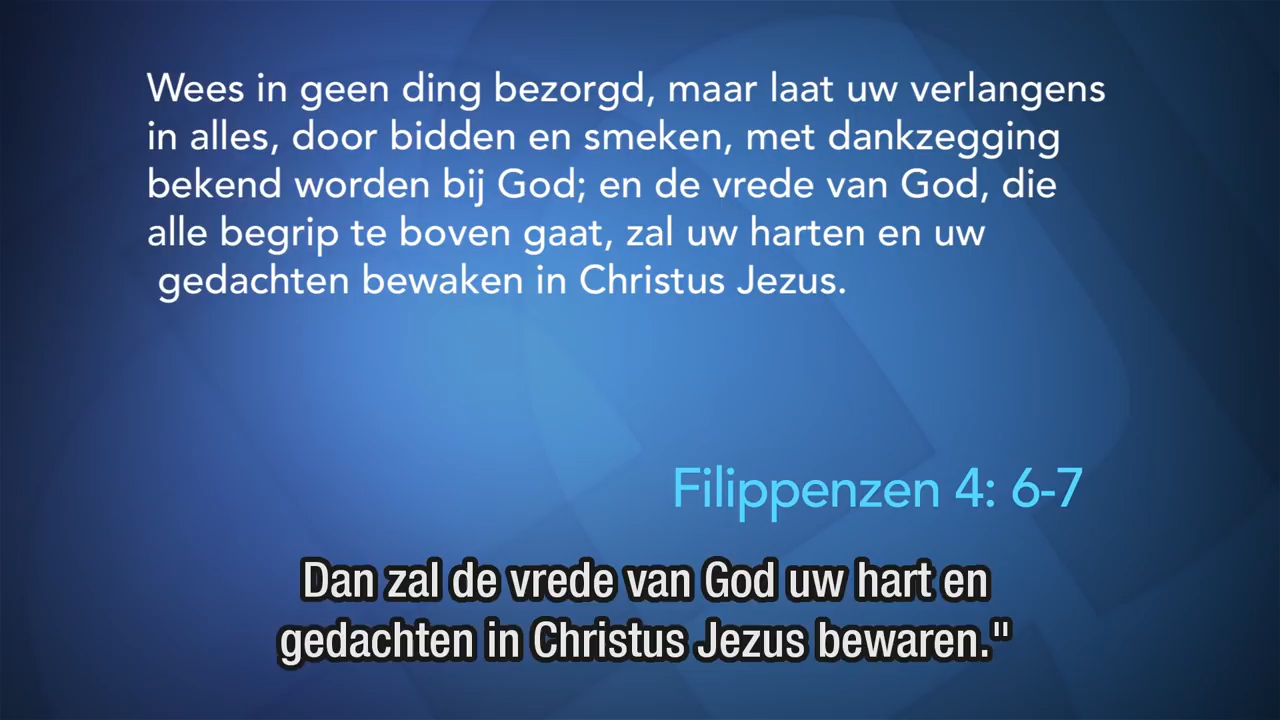 Wees in geen ding bezorgd, maar laat uw verlangens
in alles, door bidden en smeken, met dankzegging
bekend worden bij God; en de vrede van God, die
alle begrip te boven gaat, zal uw harten en uw
gedachten bewaken in Christus Jezus.
Filippenzen 4: 6-7
Dan zal de vrede van God uw hart en
gedachten in Christus Jezus bewaren."